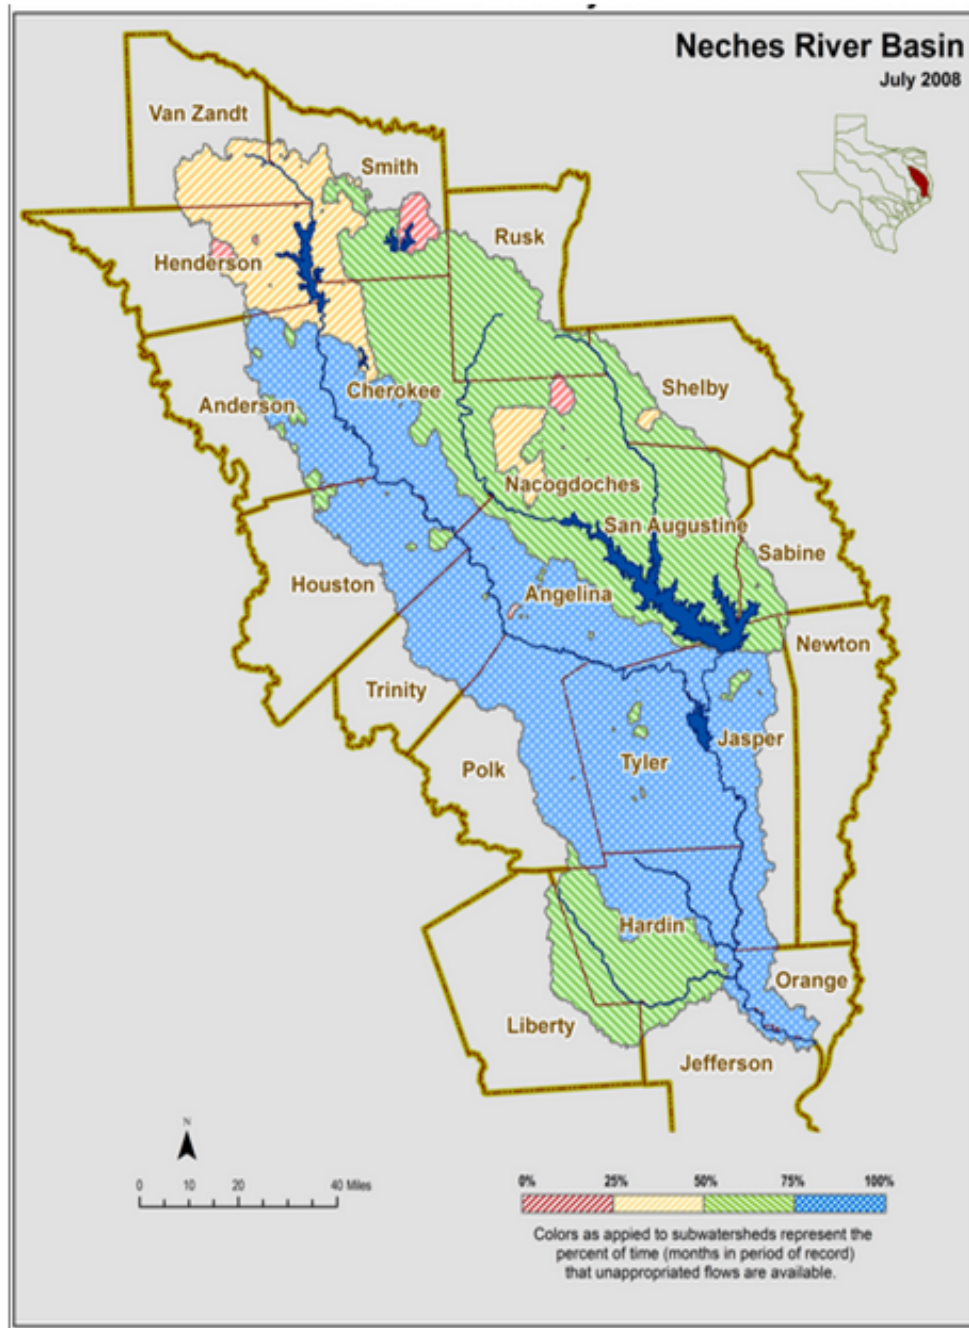 Neches River Basin
July 2008
Van Zandt
Smith
Rusk
Henderson
Shelby
Cherokee
Anderson
Nacogdoches
San Augustine
Sabine
Houston
Angelina
Newton
Trinity
Jasper
Tyler
Polk
Hardin
Orange
Liberty
Jefferson
N
0 10 20 40 Miles
0% 25% 50% 75% 100%
Colors as appied to subwatersheds represent the
percent of time (months in period of record)
that unappropriated flows are available.